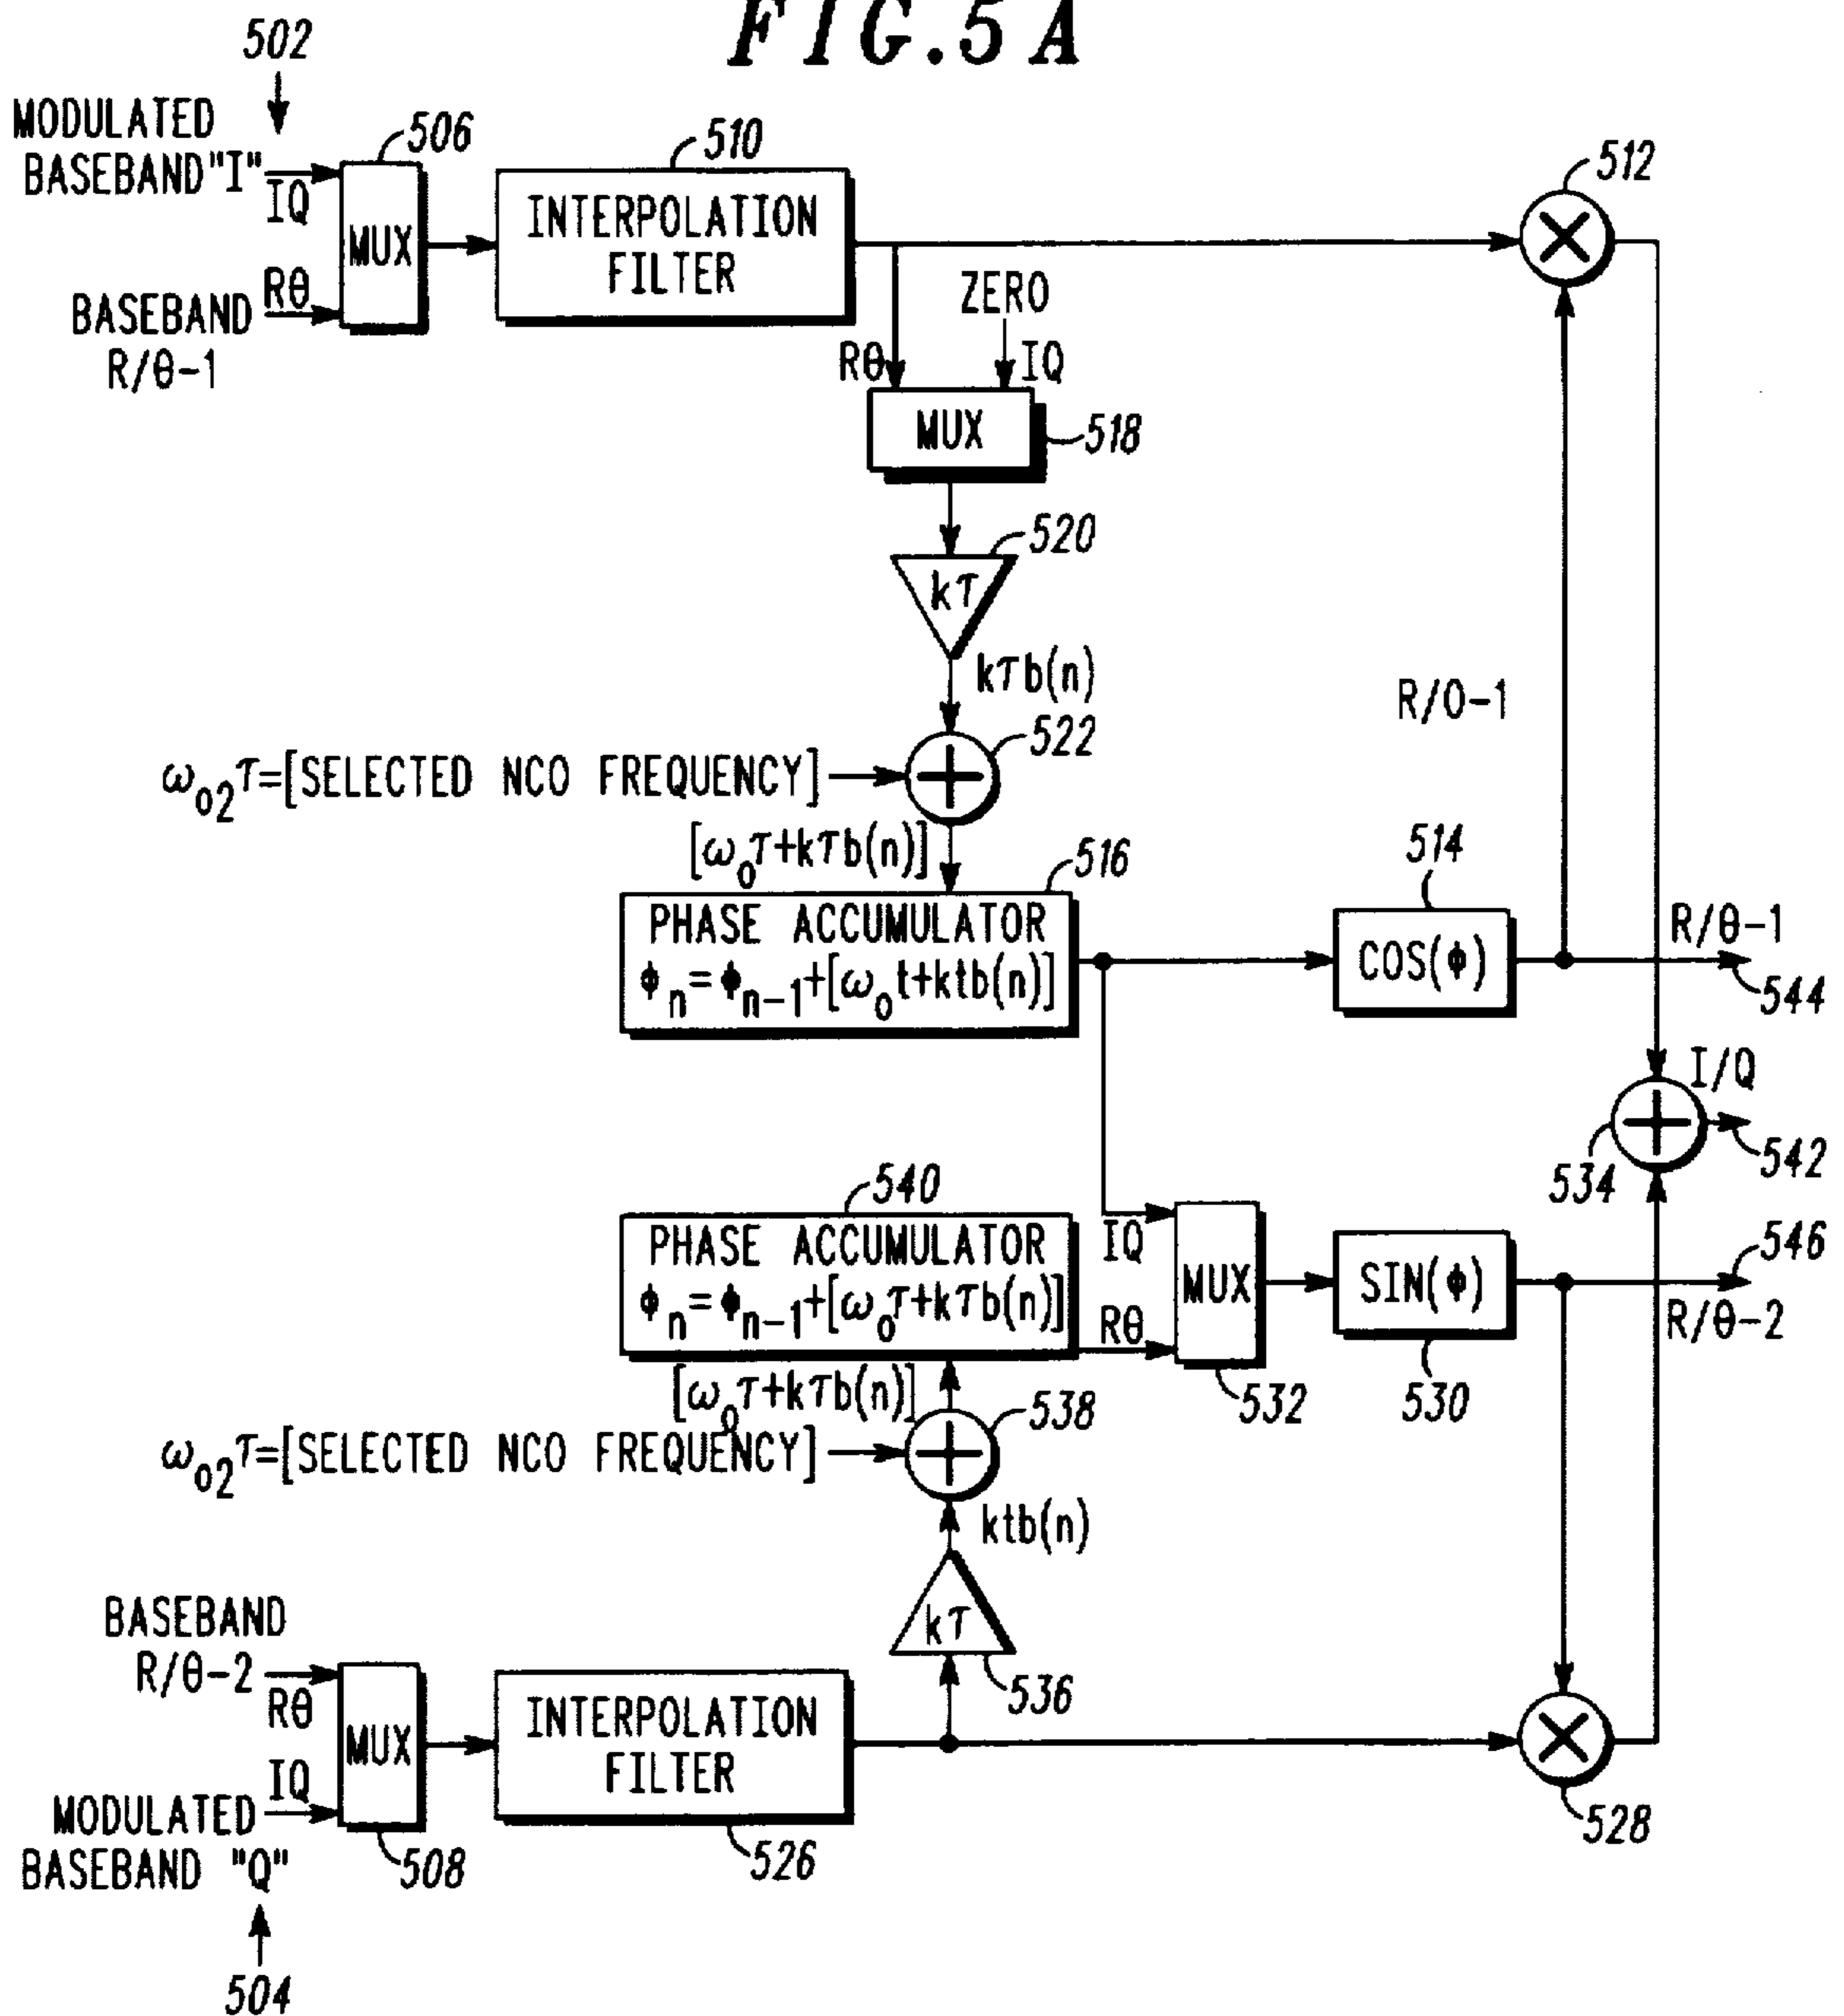 FIG.5A
502
MODULATED
BASEBAND"I"
IQ
506
MUX
510
INTERPOLATION
FILTER
512
Rθ
BASEBAND
R/θ-1
ZERO
Rθ
IQ
MUX
518
520
kτ
kτb(n)
R/O-1
522
ω₀₂τ=[SELECTED NCO FREQUENCY]
[ω₀τ+kτb(n)]
516
514
PHASE ACCUMULATOR
ϕₙ=ϕₙ₋₁+[ω₀t+ktb(n)]
COS(ϕ)
R/θ-1
544
I/Q
534
542
540
PHASE ACCUMULATOR
ϕₙ=ϕₙ₋₁+[ω₀τ+kτb(n)]
IQ
Rθ
MUX
532
SIN(ϕ)
530
546
R/θ-2
[ω₀τ+kτb(n)]
538
ω₀₂τ=[SELECTED NCO FREQUENCY]
ktb(n)
kτ
536
BASEBAND
R/θ-2
Rθ
MUX
INTERPOLATION
FILTER
IQ
MODULATED
BASEBAND "Q"
508
526
528
504